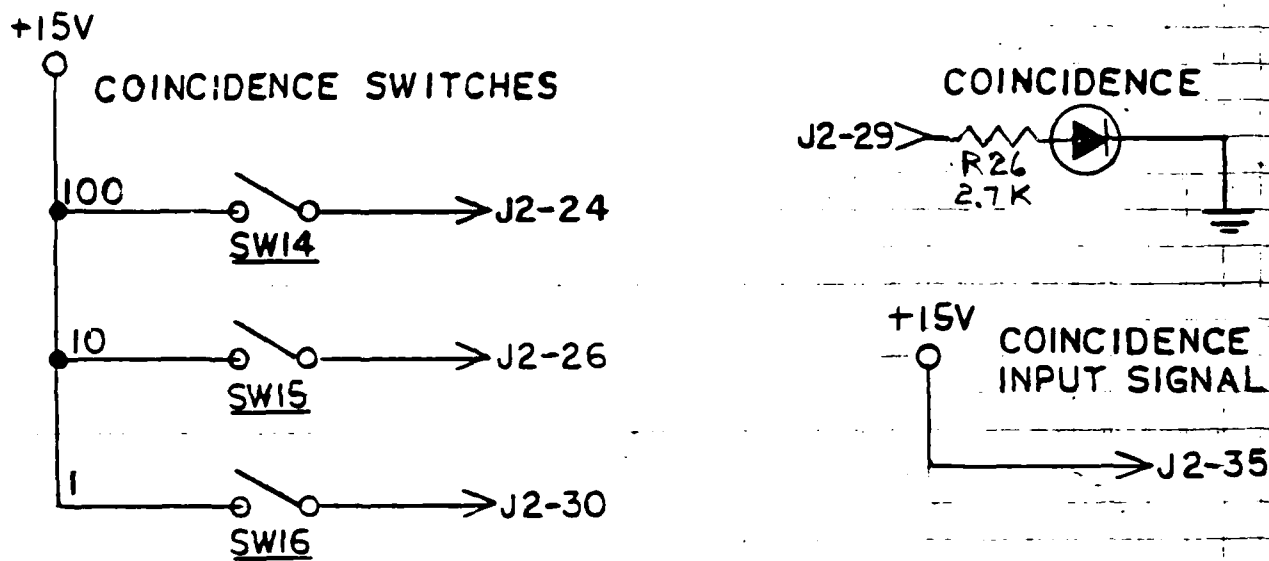 +15V
COINCIDENCE SWITCHES
100
SW14
J2-24
10
SW15
J2-26
1
SW16
J2-30
COINCIDENCE
J2-29
R26
2.7K
+15V
COINCIDENCE
INPUT SIGNAL
J2-35